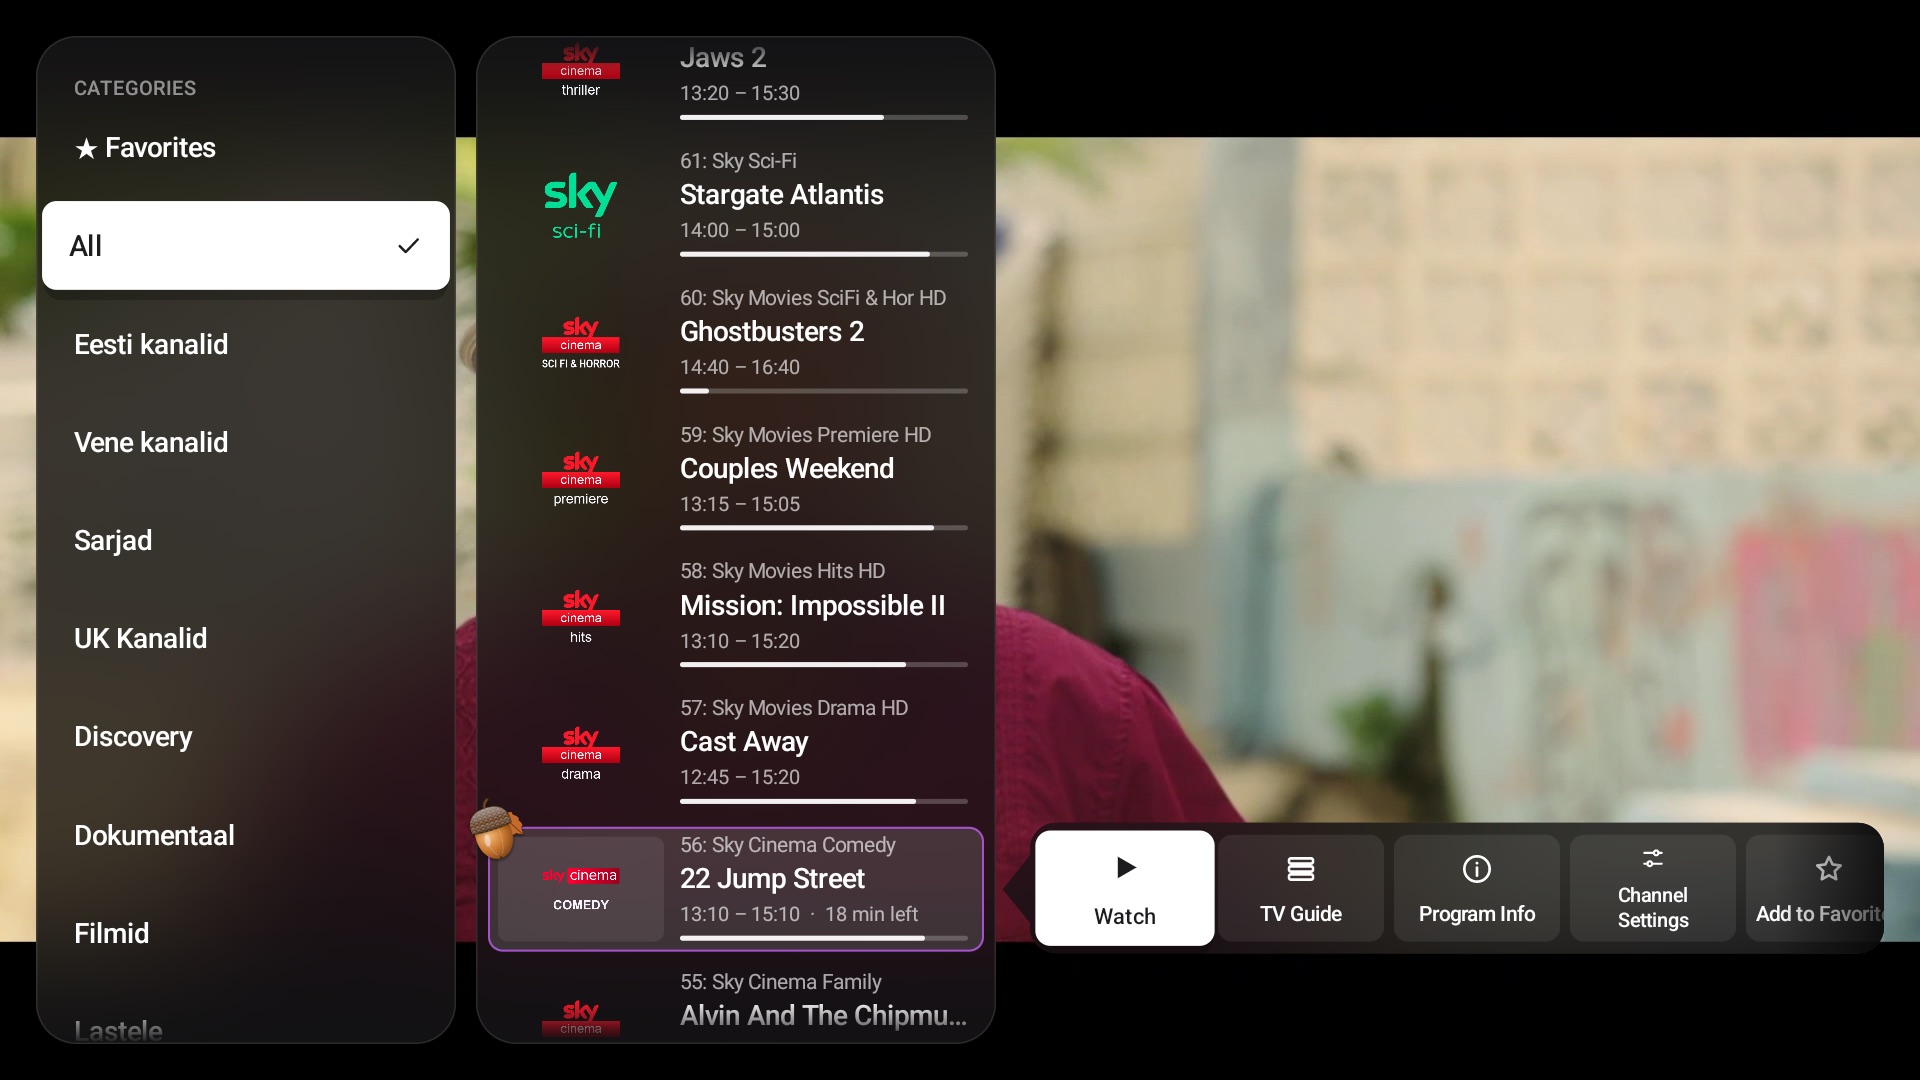 CATEGORIES
★ Favorites
All
Eesti kanalid
Vene kanalid
Sarjad
UK Kanalid
Discovery
Dokumentaal
Filmid
Lastele
sky
cinema
thriller
Jaws 2
13:20 – 15:30
sky
sci-fi
61: Sky Sci-Fi
Stargate Atlantis
14:00 – 15:00
sky
cinema
SCI FI & HORROR
60: Sky Movies SciFi & Hor HD
Ghostbusters 2
14:40 – 16:40
sky
cinema
premiere
59: Sky Movies Premiere HD
Couples Weekend
13:15 – 15:05
sky
cinema
hits
58: Sky Movies Hits HD
Mission: Impossible II
13:10 – 15:20
sky
cinema
drama
57: Sky Movies Drama HD
Cast Away
12:45 – 15:20
sky cinema
COMEDY
56: Sky Cinema Comedy
22 Jump Street
13:10 – 15:10 · 18 min left
sky
cinema
55: Sky Cinema Family
Alvin And The Chipmu...
Watch
TV Guide
Program Info
Channel
Settings
Add to Favorit